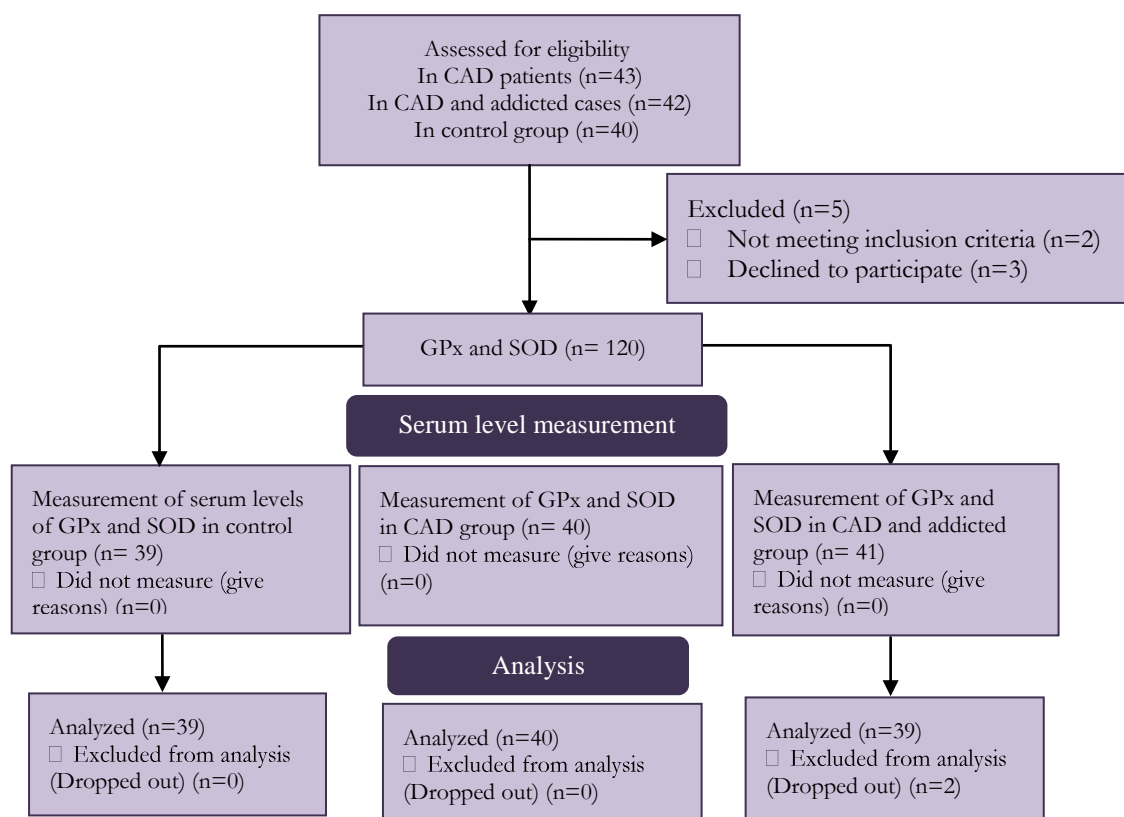 Assessed for eligibility
In CAD patients (n=43)
In CAD and addicted cases (n=42)
In control group (n=40)
Excluded (n=5)
Not meeting inclusion criteria (n=2)
Declined to participate (n=3)
GPx and SOD (n= 120)
Serum level measurement
Measurement of serum levels
of GPx and SOD in control
group (n= 39)
Did not measure (give
reasons) (n=0)
Measurement of GPx and SOD
in CAD group (n= 40)
Did not measure (give reasons)
(n=0)
Measurement of GPx and
SOD in CAD and addicted
group (n= 41)
Did not measure (give
reasons) (n=0)
Analysis
Analyzed (n=39)
Excluded from analysis
(Dropped out) (n=0)
Analyzed (n=40)
Excluded from analysis
(Dropped out) (n=0)
Analyzed (n=39)
Excluded from analysis
(Dropped out) (n=2)